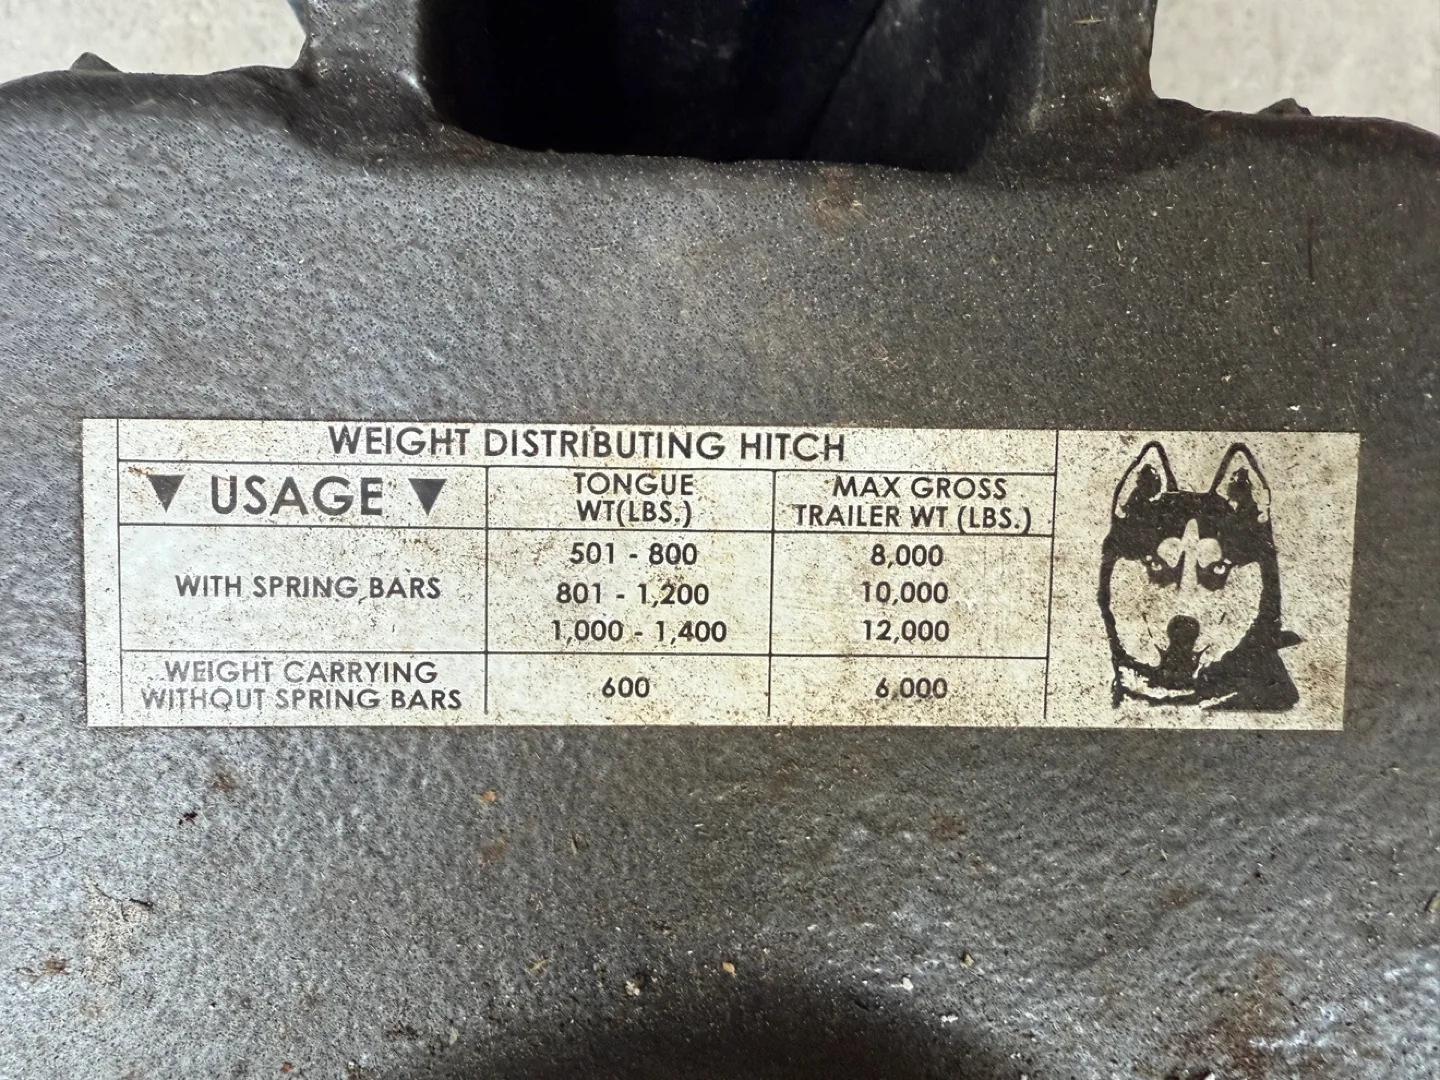 WEIGHT DISTRIBUTING HITCH
▼ USAGE ▼
TONGUE
WT(LBS.)
MAX GROSS
TRAILER WT (LBS.)
WITH SPRING BARS
501 - 800
8,000
801 - 1,200
10,000
1,000 - 1,400
12,000
WEIGHT CARRYING
WITHOUT SPRING BARS
600
6,000